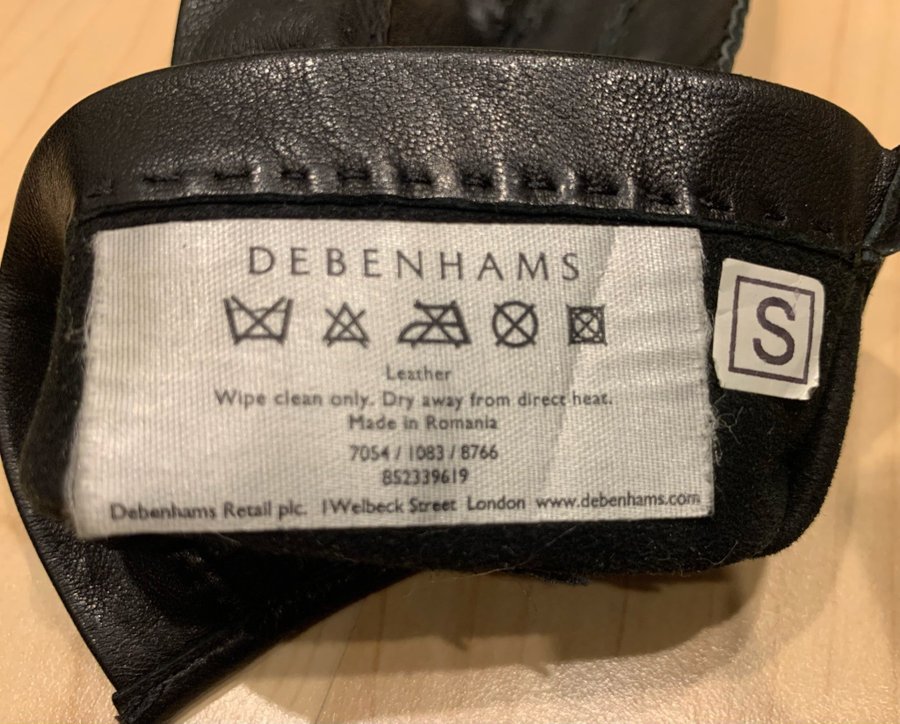 DEBENHAMS
Leather
Wipe clean only. Dry away from direct heat.
Made in Romania
7054 / 1083 / 8766
852339619
Debenhams Retail plc. 1Welbeck Street London www.debenhams.com
S